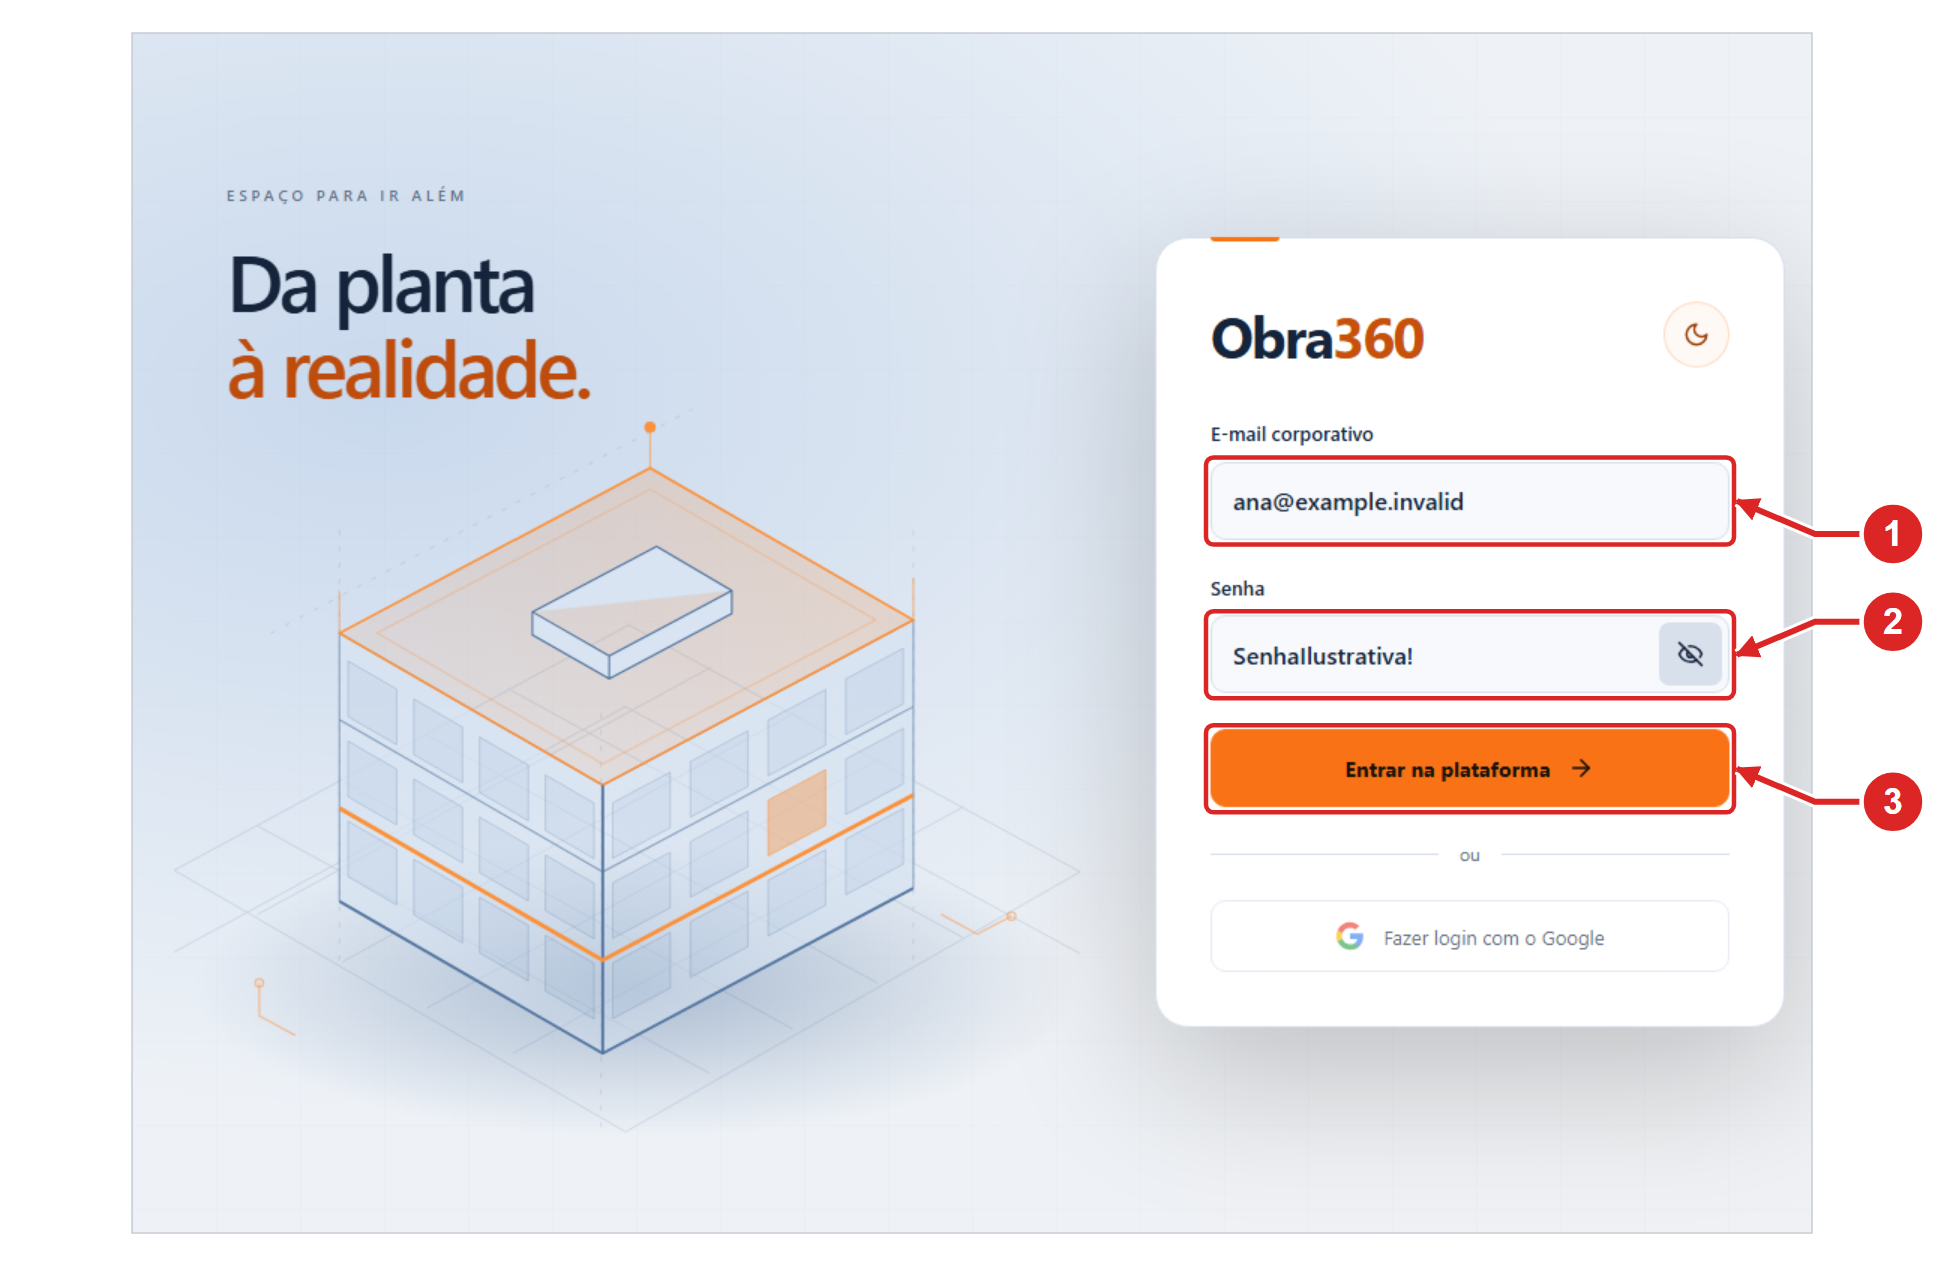 ESPAÇO PARA IR ALÉM
Da planta
à realidade.
Obra360
E-mail corporativo
ana@example.invalid
1
Senha
SenhaIlustrativa!
2
Entrar na plataforma →
3
ou
Fazer login com o Google